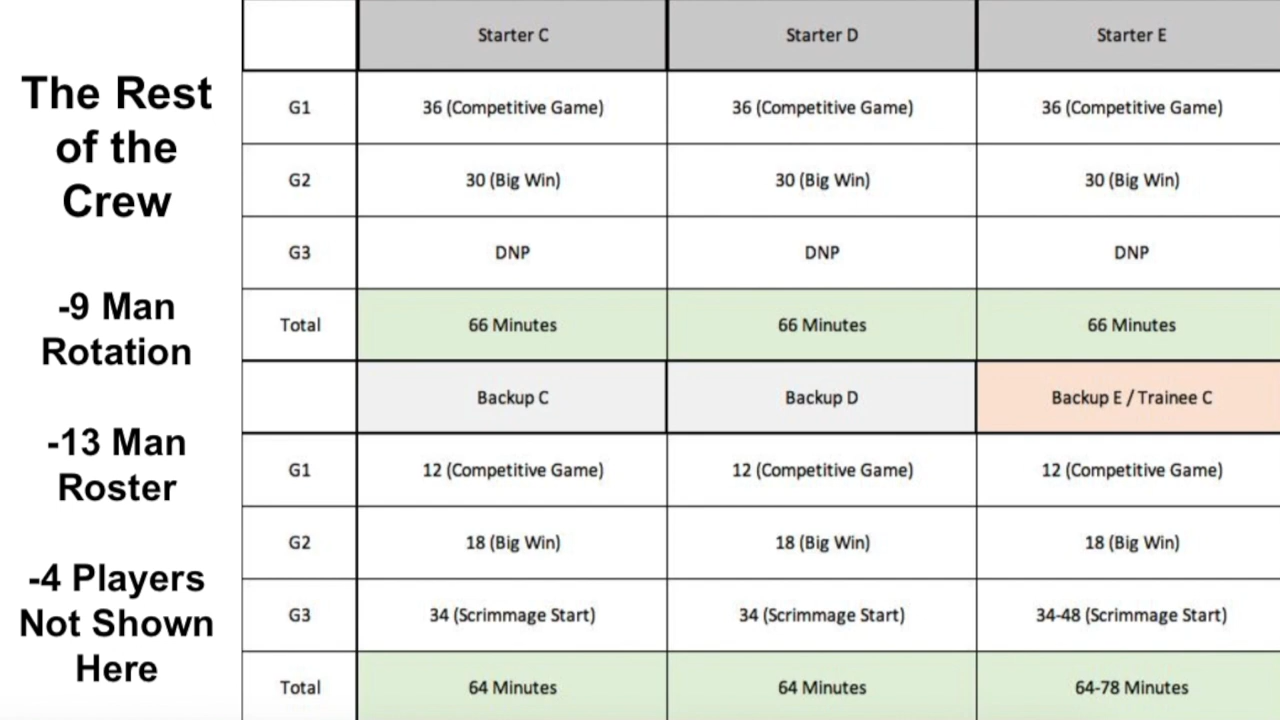 The Rest
of the
Crew
-9 Man
Rotation
-13 Man
Roster
-4 Players
Not Shown
Here
Starter C Starter D Starter E
G1 36 (Competitive Game) 36 (Competitive Game) 36 (Competitive Game)
G2 30 (Big Win) 30 (Big Win) 30 (Big Win)
G3 DNP DNP DNP
Total 66 Minutes 66 Minutes 66 Minutes
Backup C Backup D Backup E / Trainee C
G1 12 (Competitive Game) 12 (Competitive Game) 12 (Competitive Game)
G2 18 (Big Win) 18 (Big Win) 18 (Big Win)
G3 34 (Scrimmage Start) 34 (Scrimmage Start) 34-48 (Scrimmage Start)
Total 64 Minutes 64 Minutes 64-78 Minutes